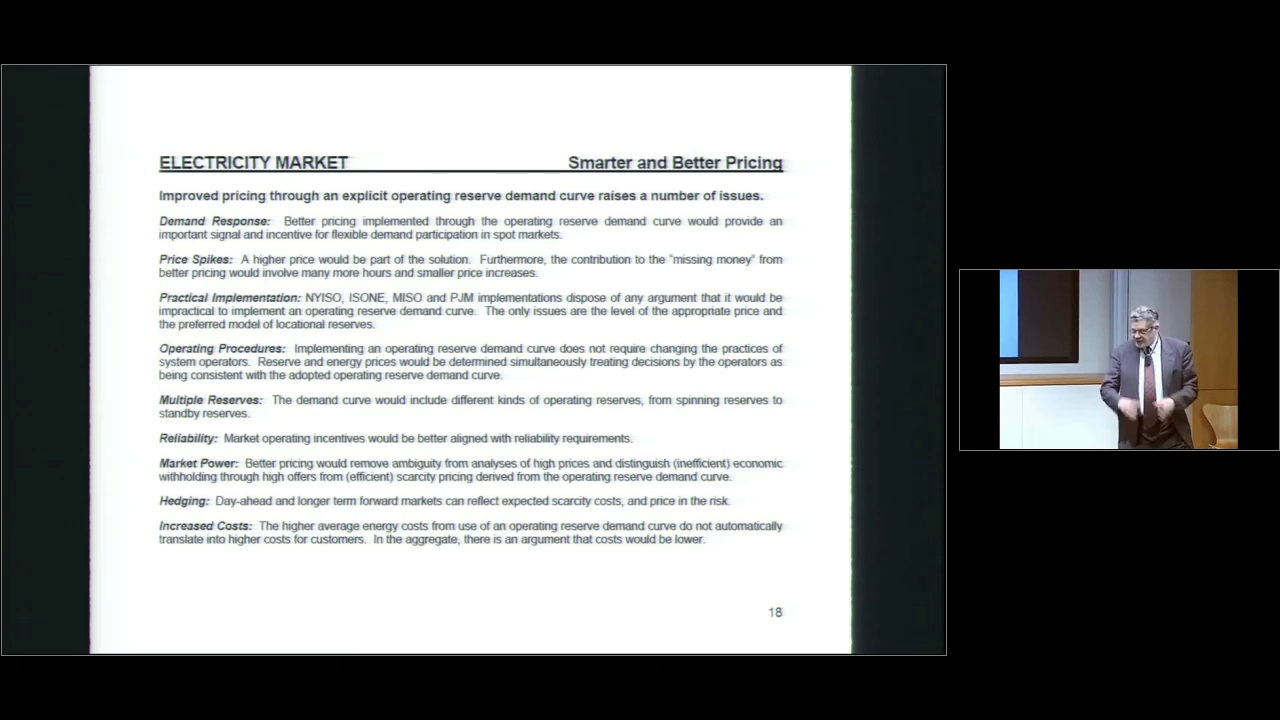 ELECTRICITY MARKET Smarter and Better Pricing
Improved pricing through an explicit operating reserve demand curve raises a number of issues.
Demand Response: Better pricing implemented through the operating reserve demand curve would provide an
important signal and incentive for flexible demand participation in spot markets.
Price Spikes: A higher price would be part of the solution. Furthermore, the contribution to the "missing money" from
better pricing would involve many more hours and smaller price increases.
Practical Implementation: NYISO, ISONE, MISO and PJM implementations dispose of any argument that it would be
impractical to implement an operating reserve demand curve. The only issues are the level of the appropriate price and
the preferred model of locational reserves.
Operating Procedures: Implementing an operating reserve demand curve does not require changing the practices of
system operators. Reserve and energy prices would be determined simultaneously treating decisions by the operators as
being consistent with the adopted operating reserve demand curve.
Multiple Reserves: The demand curve would include different kinds of operating reserves, from spinning reserves to
standby reserves.
Reliability: Market operating incentives would be better aligned with reliability requirements.
Market Power: Better pricing would remove ambiguity from analyses of high prices and distinguish (inefficient) economic
withholding through high offers from (efficient) scarcity pricing derived from the operating reserve demand curve.
Hedging: Day-ahead and longer term forward markets can reflect expected scarcity costs, and price in the risk.
Increased Costs: The higher average energy costs from use of an operating reserve demand curve do not automatically
translate into higher costs for customers. In the aggregate, there is an argument that costs would be lower.
18